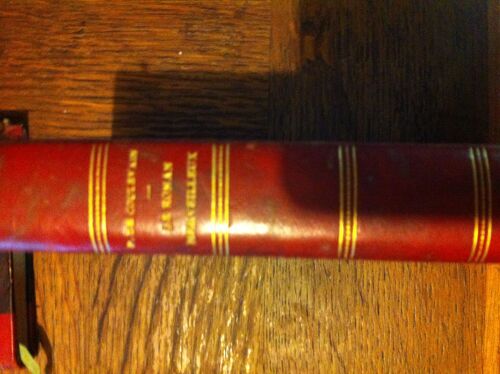 P. DE COULEVAIN
LE ROMAN
MERVEILLEUX